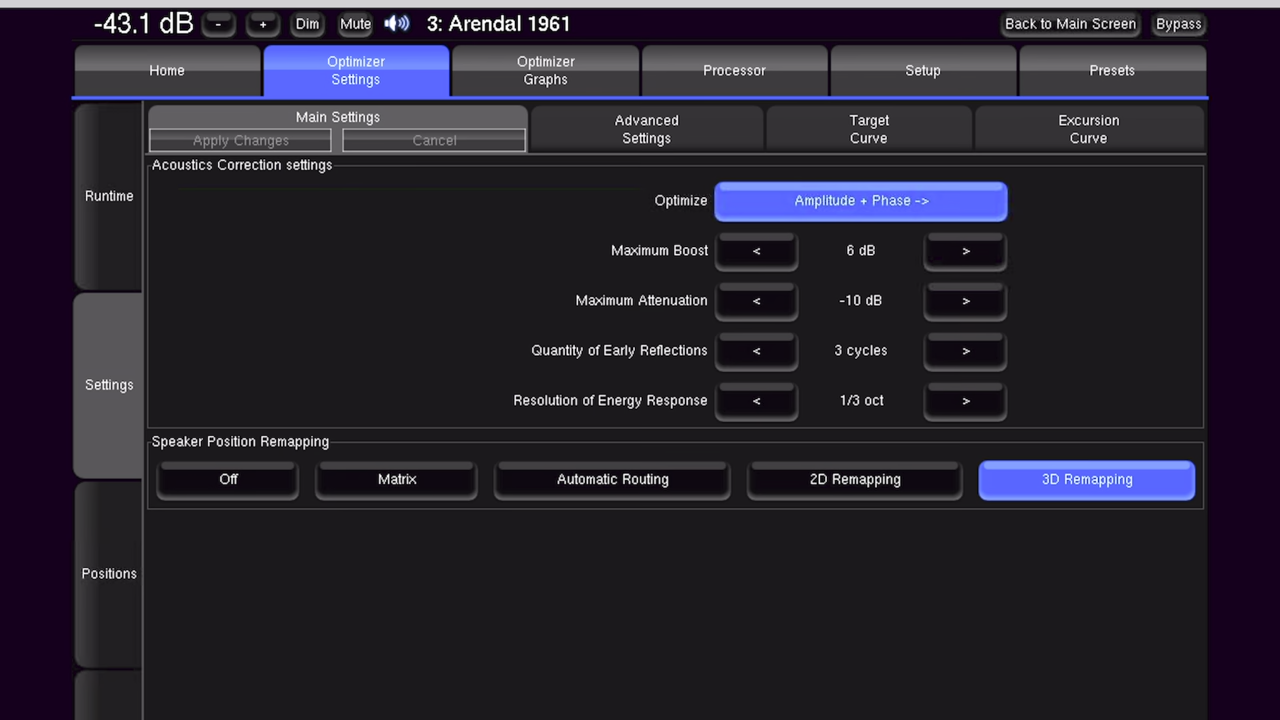 -43.1 dB - + Dim Mute 3: Arendal 1961 Back to Main Screen Bypass
Home
Optimizer
Settings
Optimizer
Graphs
Processor
Setup
Presets
Main Settings
Apply Changes Cancel
Advanced
Settings
Target
Curve
Excursion
Curve
Runtime
Settings
Positions
Acoustics Correction settings
Optimize Amplitude + Phase ->
Maximum Boost < 6 dB >
Maximum Attenuation < -10 dB >
Quantity of Early Reflections < 3 cycles >
Resolution of Energy Response < 1/3 oct >
Speaker Position Remapping
Off Matrix Automatic Routing 2D Remapping 3D Remapping